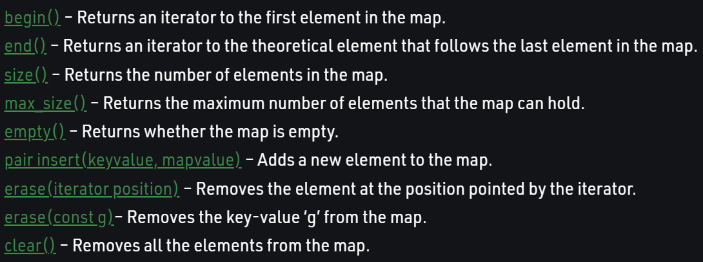 begin() – Returns an iterator to the first element in the map.
end() – Returns an iterator to the theoretical element that follows the last element in the map.
size() – Returns the number of elements in the map.
max_size() – Returns the maximum number of elements that the map can hold.
empty() – Returns whether the map is empty.
pair insert(keyvalue, mapvalue) – Adds a new element to the map.
erase(iterator position) – Removes the element at the position pointed by the iterator.
erase(const g)– Removes the key-value ‘g’ from the map.
clear() – Removes all the elements from the map.